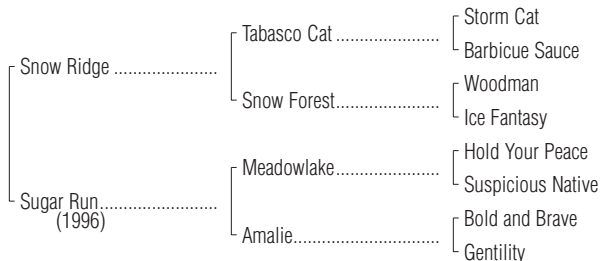 Storm Cat
Tabasco Cat ....................
Barbicue Sauce
Snow Ridge ....................
Woodman
Snow Forest....................
Ice Fantasy
Hold Your Peace
Meadowlake....................
Suspicious Native
Sugar Run.......................
(1996)
Bold and Brave
Amalie............................
Gentility